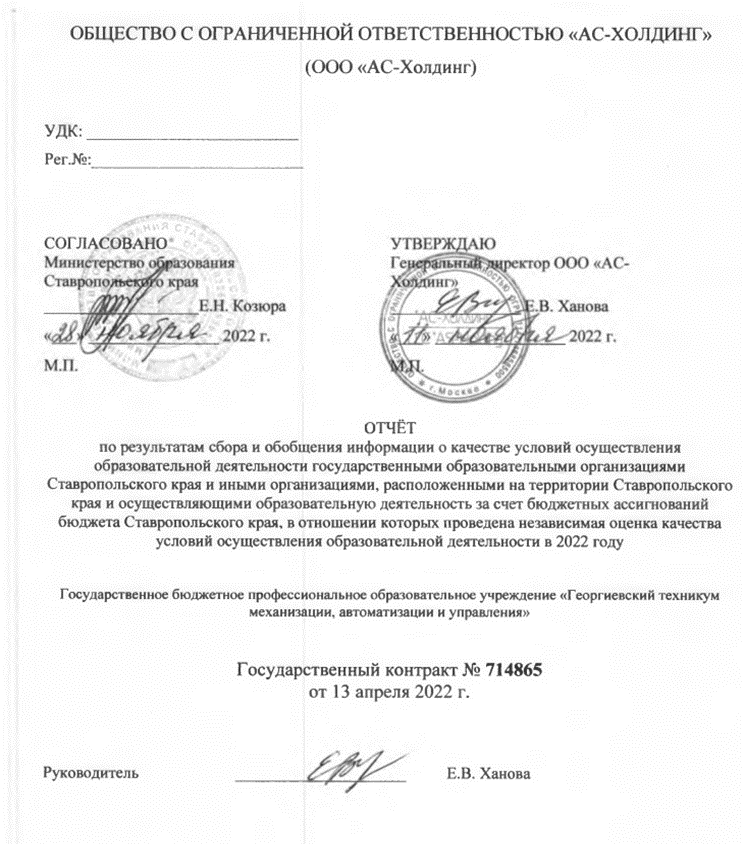 ОБЩЕСТВО С ОГРАНИЧЕННОЙ ОТВЕТСТВЕННОСТЬЮ «АС-ХОЛДИНГ»
(ООО «АС-Холдинг)
УДК:
Рег.№:
СОГЛАСОВАНО
Министерство образования
Ставропольского края
Е.Н. Козюра
«28» ноября 2022 г.
М.П.
УТВЕРЖДАЮ
Генеральный директор ООО «АС-
Холдинг»
Е.В. Ханова
«11» ноября 2022 г.
М.П.
АС-ХОЛДИНГ
г. Москва
ОТЧЁТ
по результатам сбора и обобщения информации о качестве условий осуществления
образовательной деятельности государственными образовательными организациями
Ставропольского края и иными организациями, расположенными на территории Ставропольского
края и осуществляющими образовательную деятельность за счет бюджетных ассигнований
бюджета Ставропольского края, в отношении которых проведена независимая оценка качества
условий осуществления образовательной деятельности в 2022 году
Государственное бюджетное профессиональное образовательное учреждение «Георгиевский техникум
механизации, автоматизации и управления»
Государственный контракт № 714865
от 13 апреля 2022 г.
Руководитель Е.В. Ханова